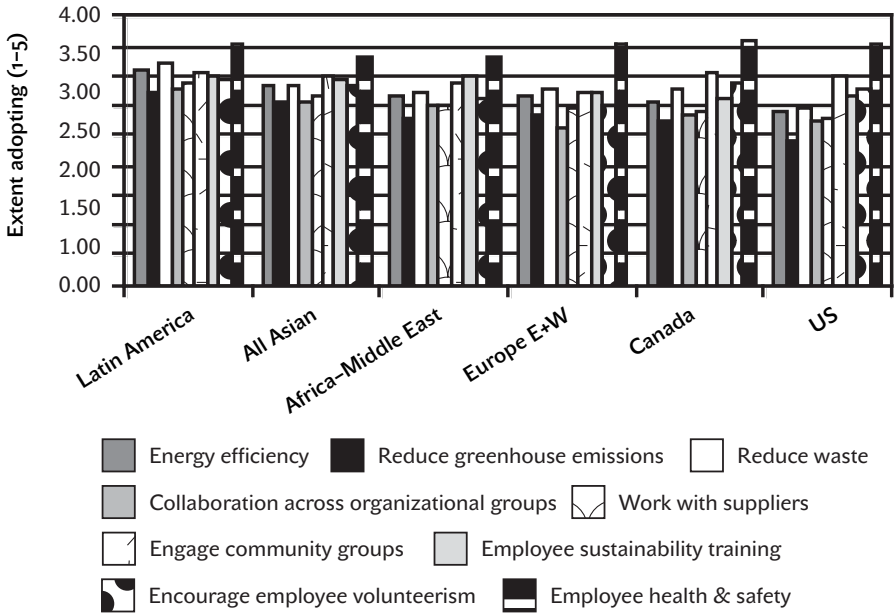 Extent adopting (1–5)
4.00
3.50
3.00
2.50
2.00
1.50
1.00
0.00
Latin America
All Asian
Africa–Middle East
Europe E+W
Canada
US
Energy efficiency Reduce greenhouse emissions Reduce waste
Collaboration across organizational groups Work with suppliers
Engage community groups Employee sustainability training
Encourage employee volunteerism Employee health & safety